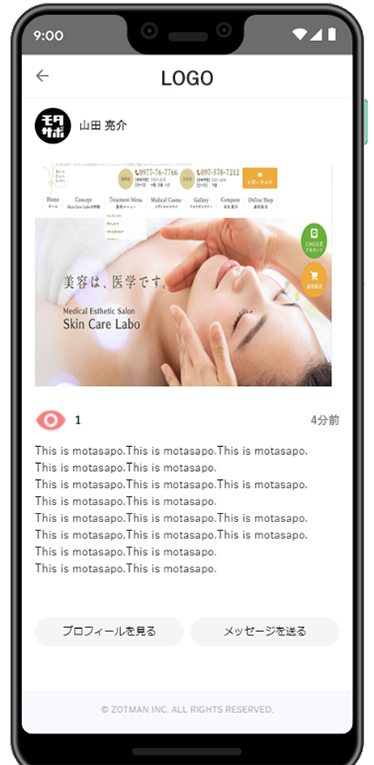 9:00
LOGO
モタ
サポ
山田 亮介
0977-76-7766
097-578-7212
Home
Concept
Treatment Menu
Medical Cosme
Gallery
Company
Online Shop
美容は、医学です。
Medical Esthetic Salon
Skin Care Labo
1
4分前
This is motasapo.This is motasapo.This is motasapo.
This is motasapo.This is motasapo.
This is motasapo.This is motasapo.This is motasapo.
This is motasapo.This is motasapo.
This is motasapo.This is motasapo.This is motasapo.
This is motasapo.This is motasapo.This is motasapo.
This is motasapo.This is motasapo.
This is motasapo.This is motasapo.
プロフィールを見る
メッセージを送る
© ZOTMAN INC. ALL RIGHTS RESERVED.